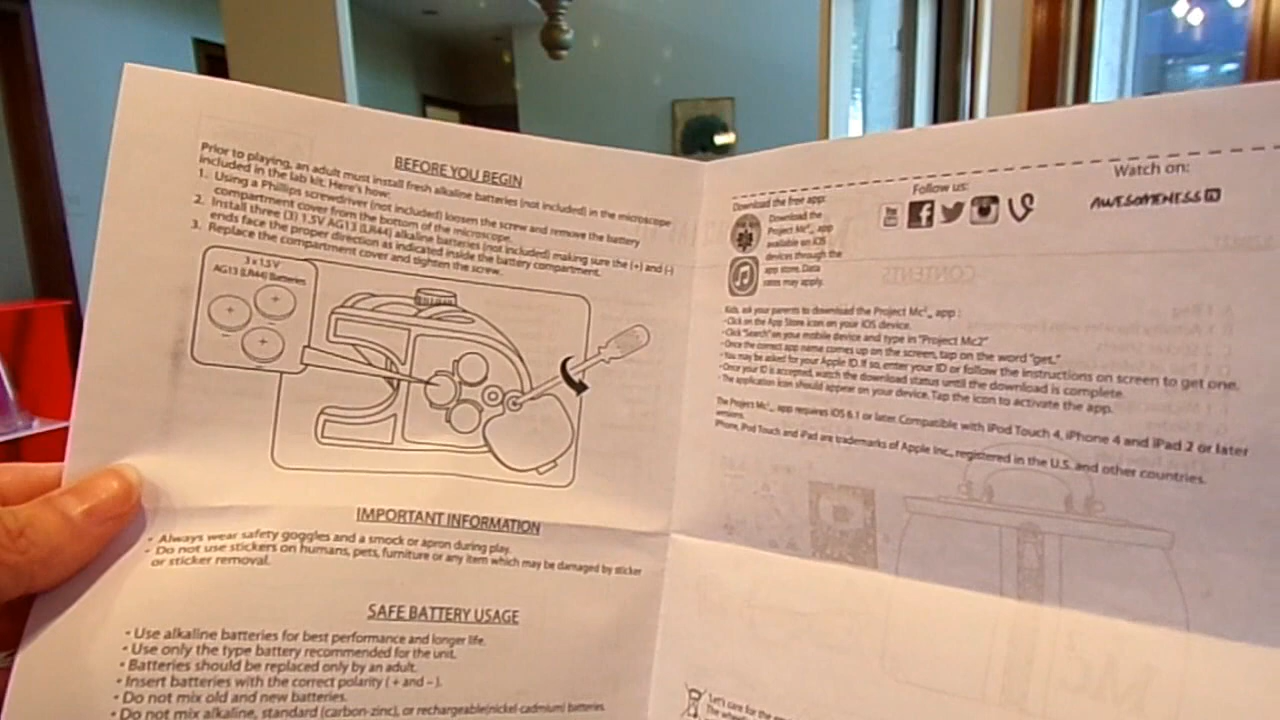 BEFORE YOU BEGIN
Prior to playing, an adult must install fresh alkaline batteries (not included) in the microscope
included in the lab kit. Here's how:
1. Using a Phillips screwdriver (not included) loosen the screw and remove the battery
compartment cover from the bottom of the microscope.
2. Install three (3) 1.5V AG13 (LR44) alkaline batteries (not included) making sure the (+) and (-)
ends face the proper direction as indicated inside the battery compartment.
3. Replace the compartment cover and tighten the screw.
3 x 1.5 V
AG13 (LR44) Batteries
IMPORTANT INFORMATION
• Always wear safety goggles and a smock or apron during play.
• Do not use stickers on humans, pets, furniture or any item which may be damaged by sticker
or sticker removal.
SAFE BATTERY USAGE
• Use alkaline batteries for best performance and longer life.
• Use only the type battery recommended for the unit.
• Batteries should be replaced only by an adult.
• Insert batteries with the correct polarity ( + and – ).
• Do not mix old and new batteries.
• Do not mix alkaline, standard (carbon-zinc), or rechargeable(nickel-cadmium) batteries.
Download the free app:
Download the
Project Mc²™ app
available on iOS
devices through the
app store. Data
rates may apply.
Follow us:
You
Watch on:
AWESOMENESS TV
Kids, ask your parents to download the Project Mc²™ app :
• Click on the App Store icon on your iOS device.
• Click "Search" on your mobile device and type in "Project Mc2"
• Once the correct app name comes up on the screen, tap on the word "get."
• You may be asked for your Apple ID. If so, enter your ID or follow the instructions on screen to get one.
• Once your ID is accepted, watch the download status until the download is complete.
• The application icon should appear on your device. Tap the icon to activate the app.
The Project Mc²™ app requires iOS 6.1 or later. Compatible with iPod Touch 4, iPhone 4 and iPad 2 or later
versions.
iPhone, iPod Touch and iPad are trademarks of Apple Inc., registered in the U.S. and other countries.
Let's care for the
The wheel